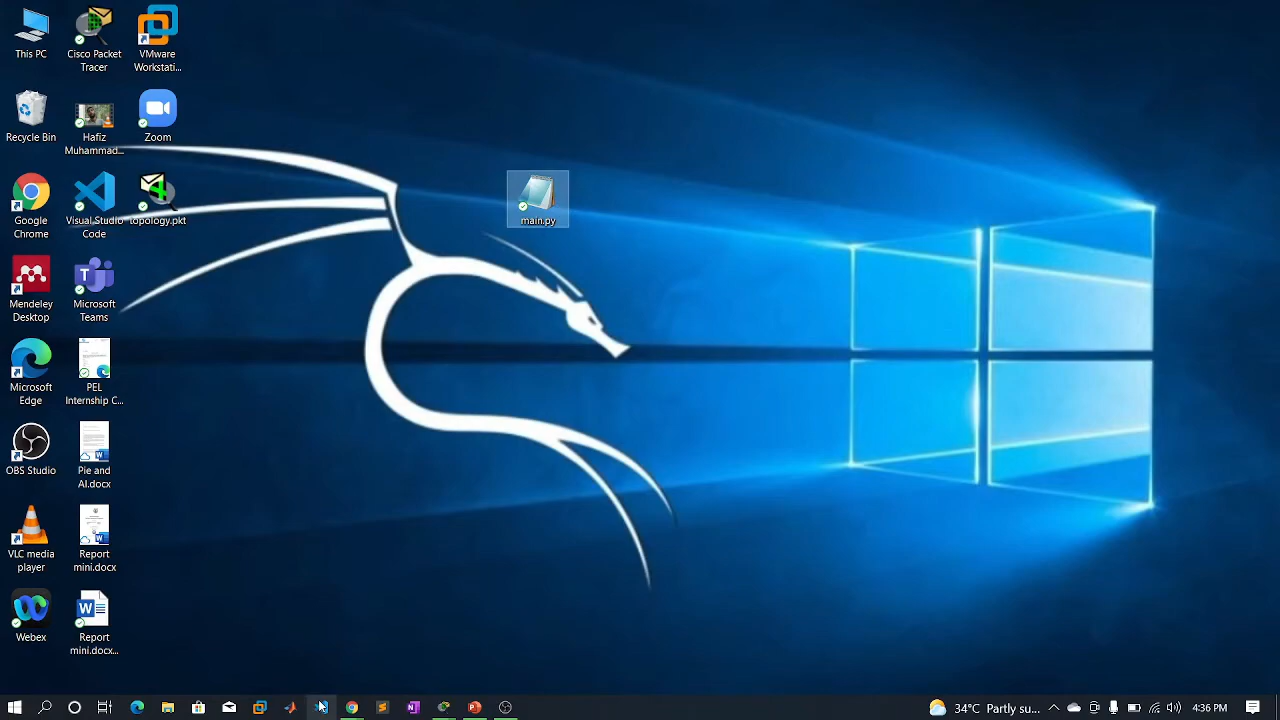 This PC
Cisco Packet
Tracer
VMware
Workstati...
Recycle Bin
Hafiz
Muhammad...
Zoom
Google
Chrome
Visual Studio
Code
topology.pkt
main.py
Mendeley
Desktop
Microsoft
Teams
Microsoft
Edge
PEL
Internship C...
OBS Studio
Pie and
AI.docx
VLC media
player
Report
mini.docx
Webex
Report
mini.docx...
34°C Partly su...
4:36 PM